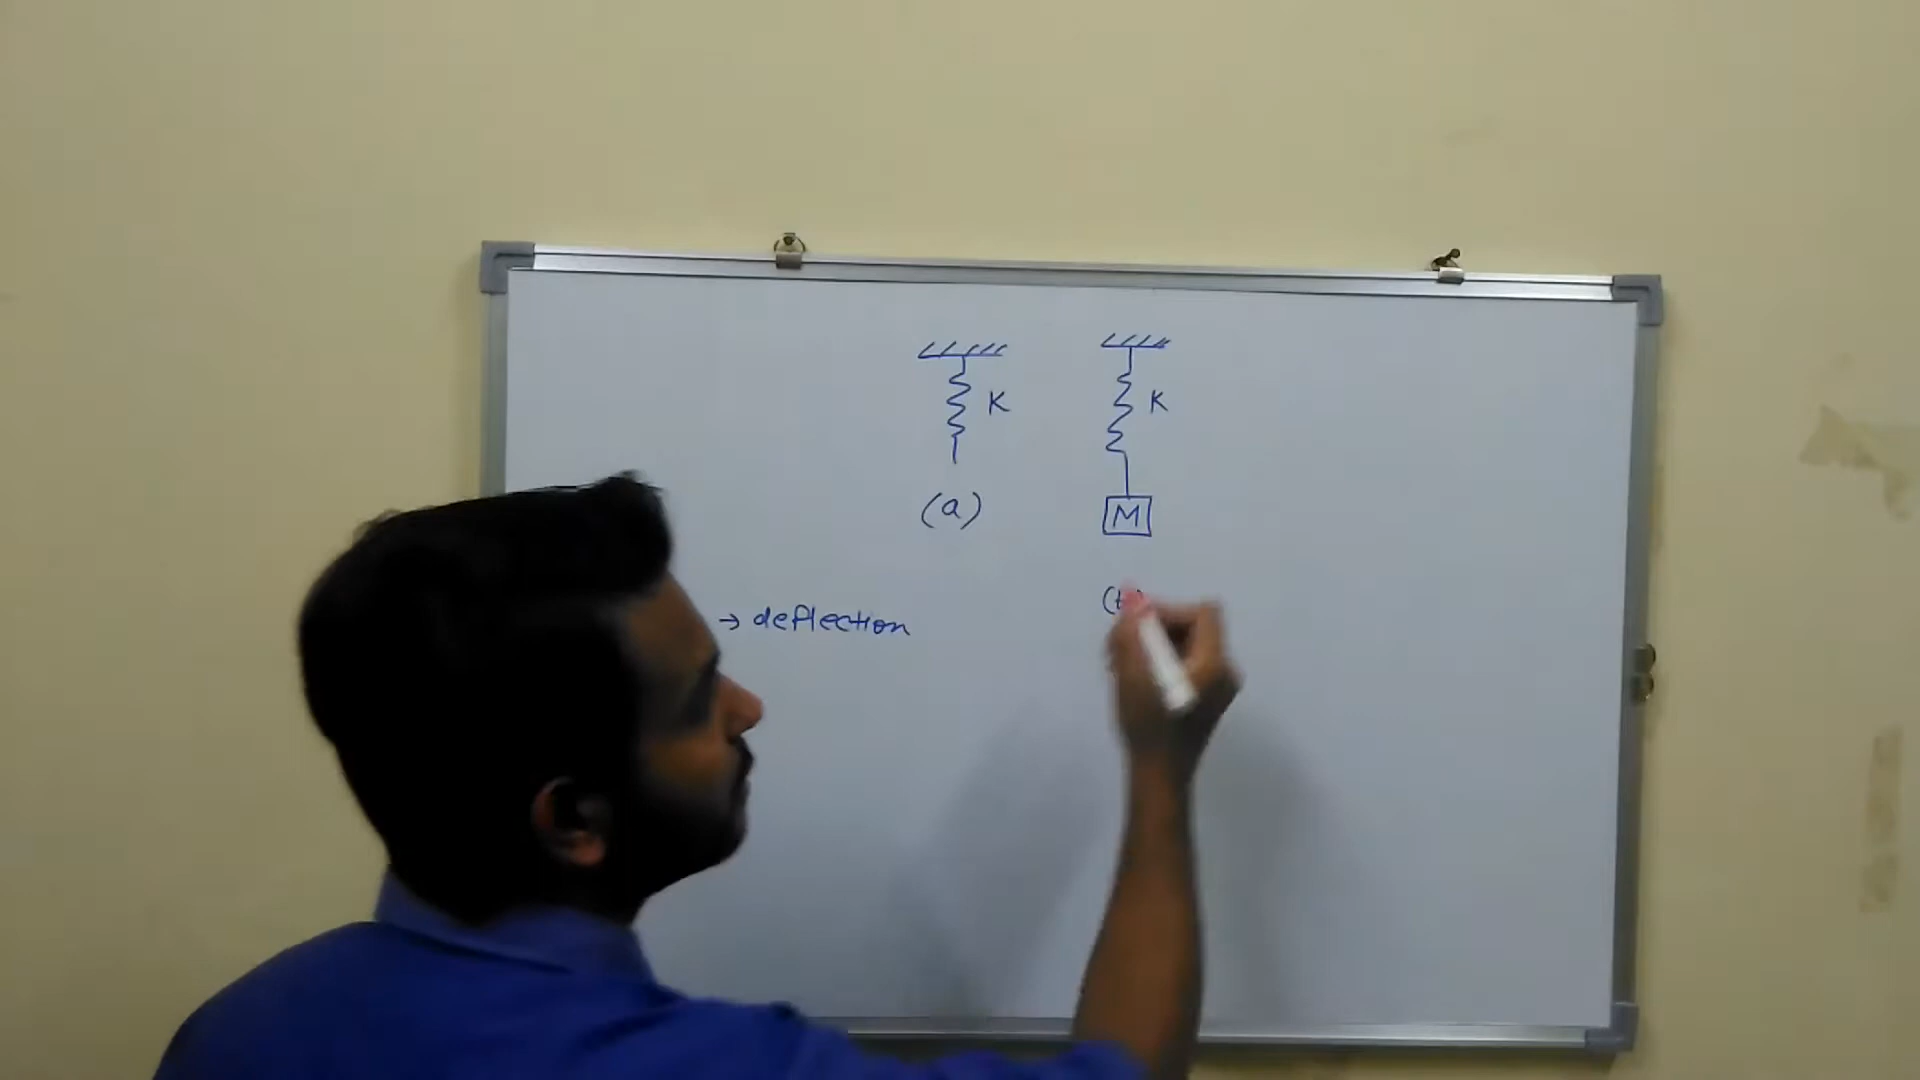 K K
M
(a)
→ deflection